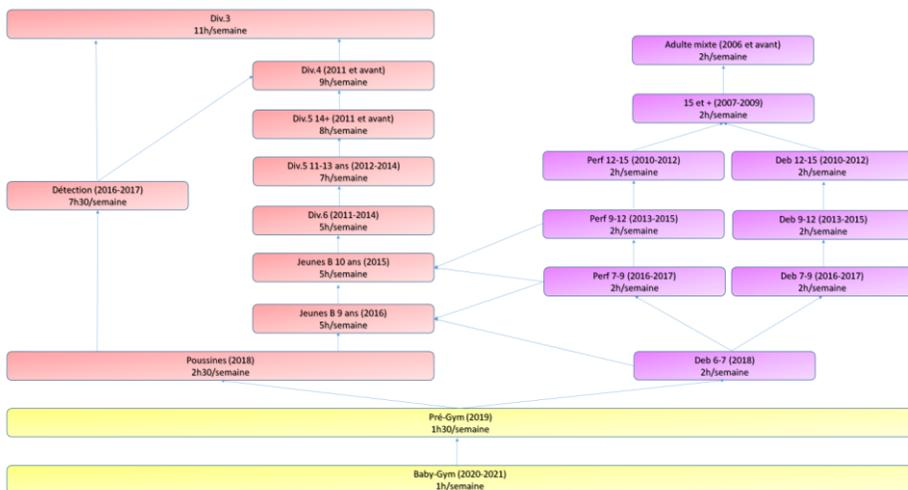 Div.3
11h/semaine
Adulte mixte (2006 et avant)
2h/semaine
Div.4 (2011 et avant)
9h/semaine
15 et + (2007-2009)
2h/semaine
Div.5 14+ (2011 et avant)
8h/semaine
Div.5 11-13 ans (2012-2014)
7h/semaine
Perf 12-15 (2010-2012)
2h/semaine
Deb 12-15 (2010-2012)
2h/semaine
Détection (2016-2017)
7h30/semaine
Div.6 (2011-2014)
5h/semaine
Perf 9-12 (2013-2015)
2h/semaine
Deb 9-12 (2013-2015)
2h/semaine
Jeunes B 10 ans (2015)
5h/semaine
Perf 7-9 (2016-2017)
2h/semaine
Deb 7-9 (2016-2017)
2h/semaine
Jeunes B 9 ans (2016)
5h/semaine
Poussines (2018)
2h30/semaine
Deb 6-7 (2018)
2h/semaine
Pré-Gym (2019)
1h30/semaine
Baby-Gym (2020-2021)
1h/semaine